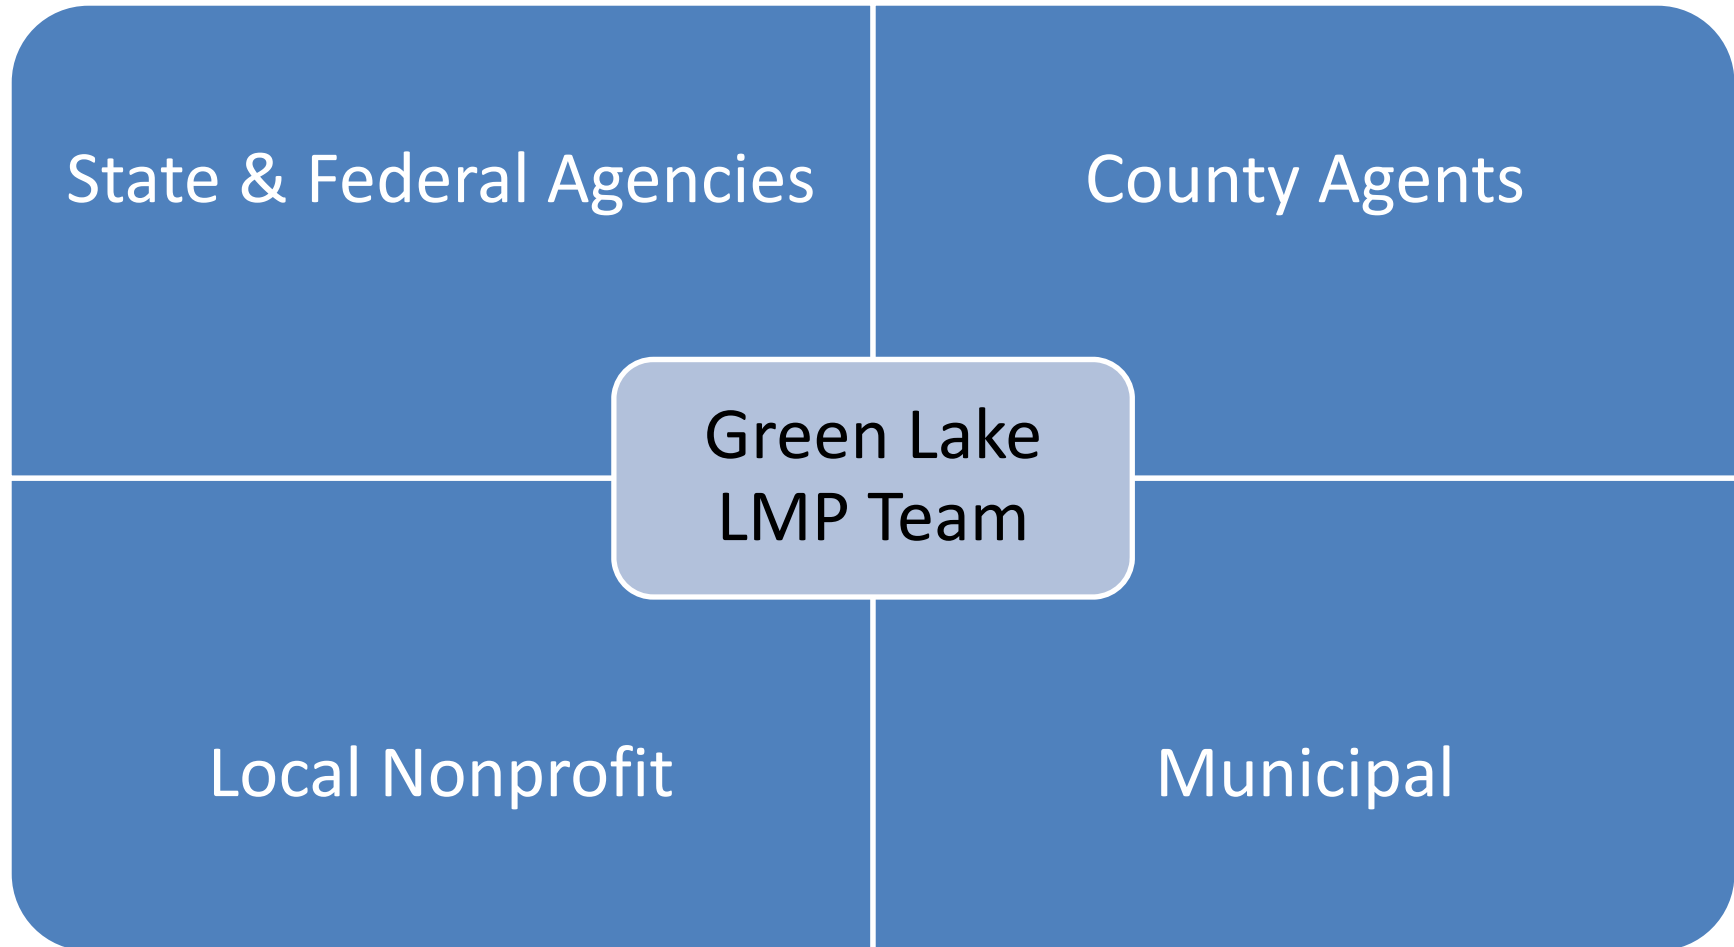 State & Federal Agencies
County Agents
Green Lake
LMP Team
Local Nonprofit
Municipal